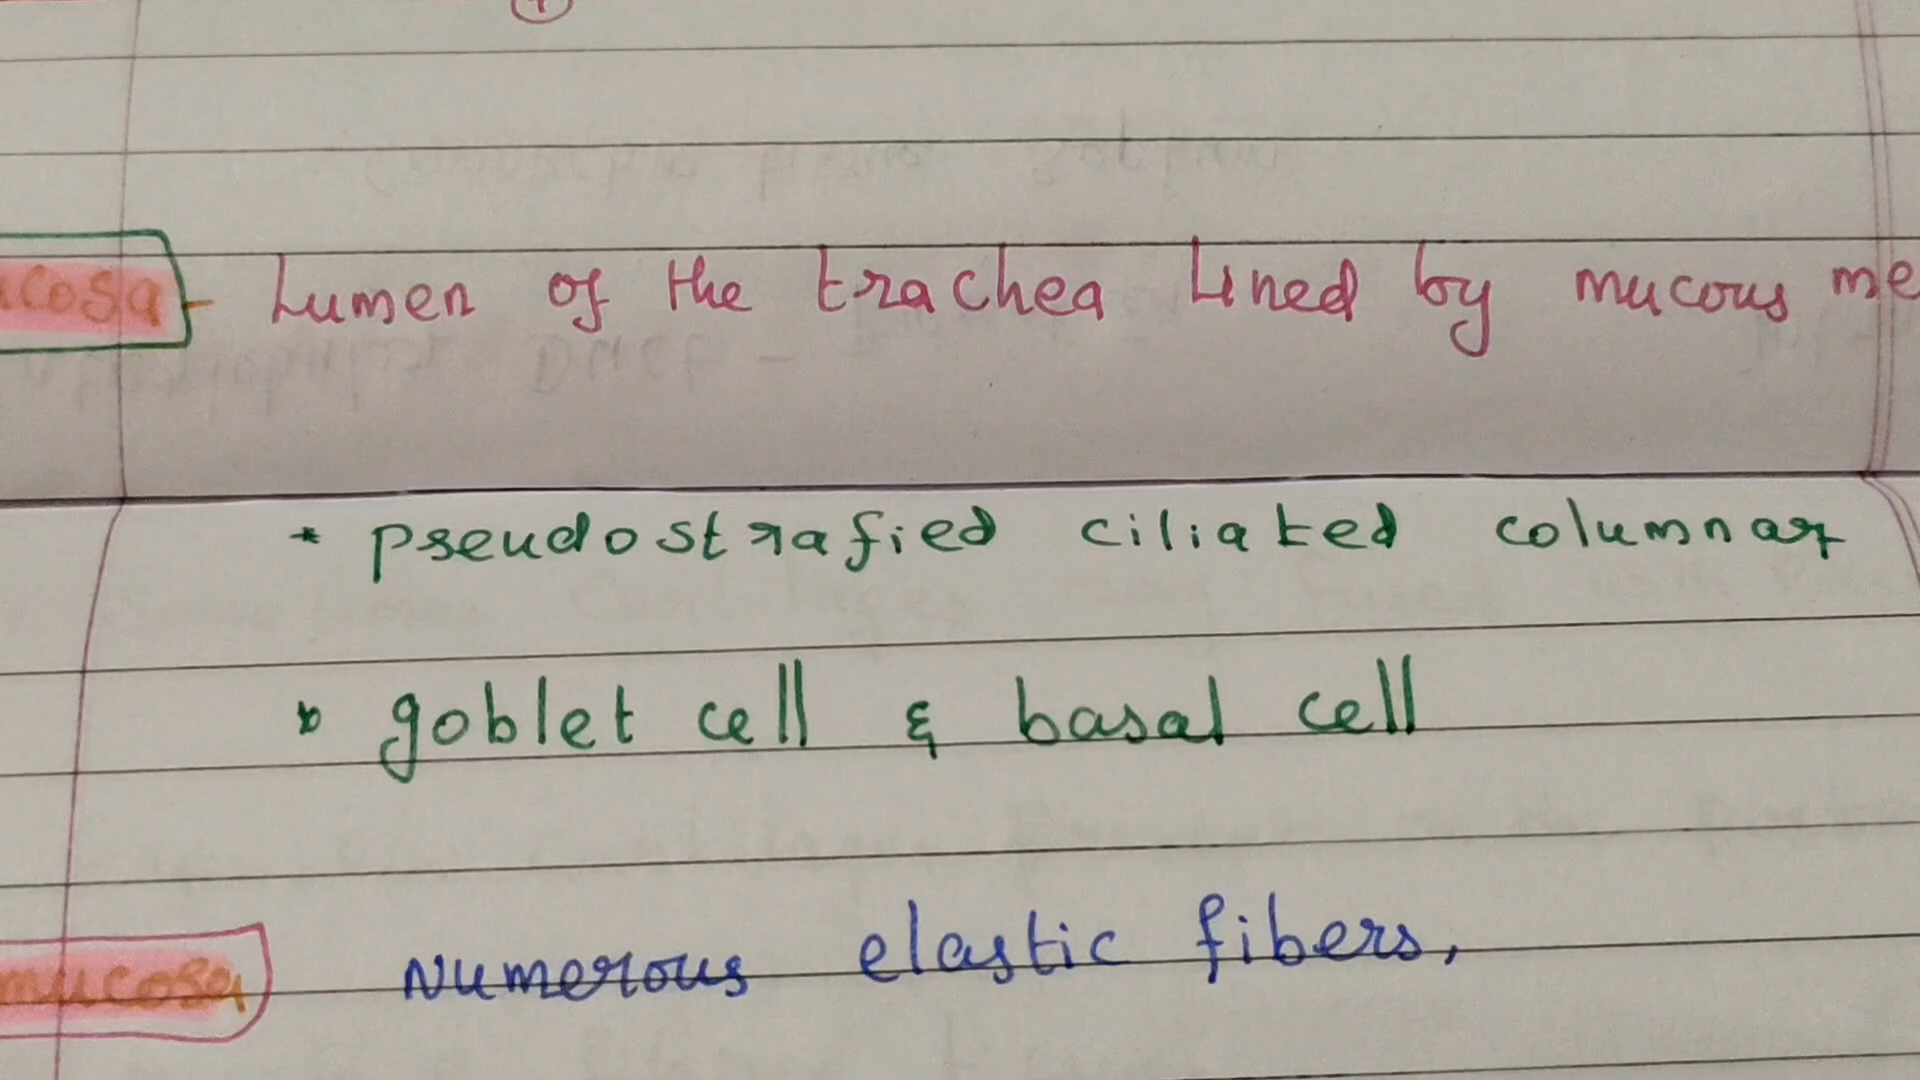 ucosa - Lumen of the trachea Lined by mucous me
* pseudostrafied ciliated columnar
* goblet cell & basal cell
mucosa Numerous elastic fibers,